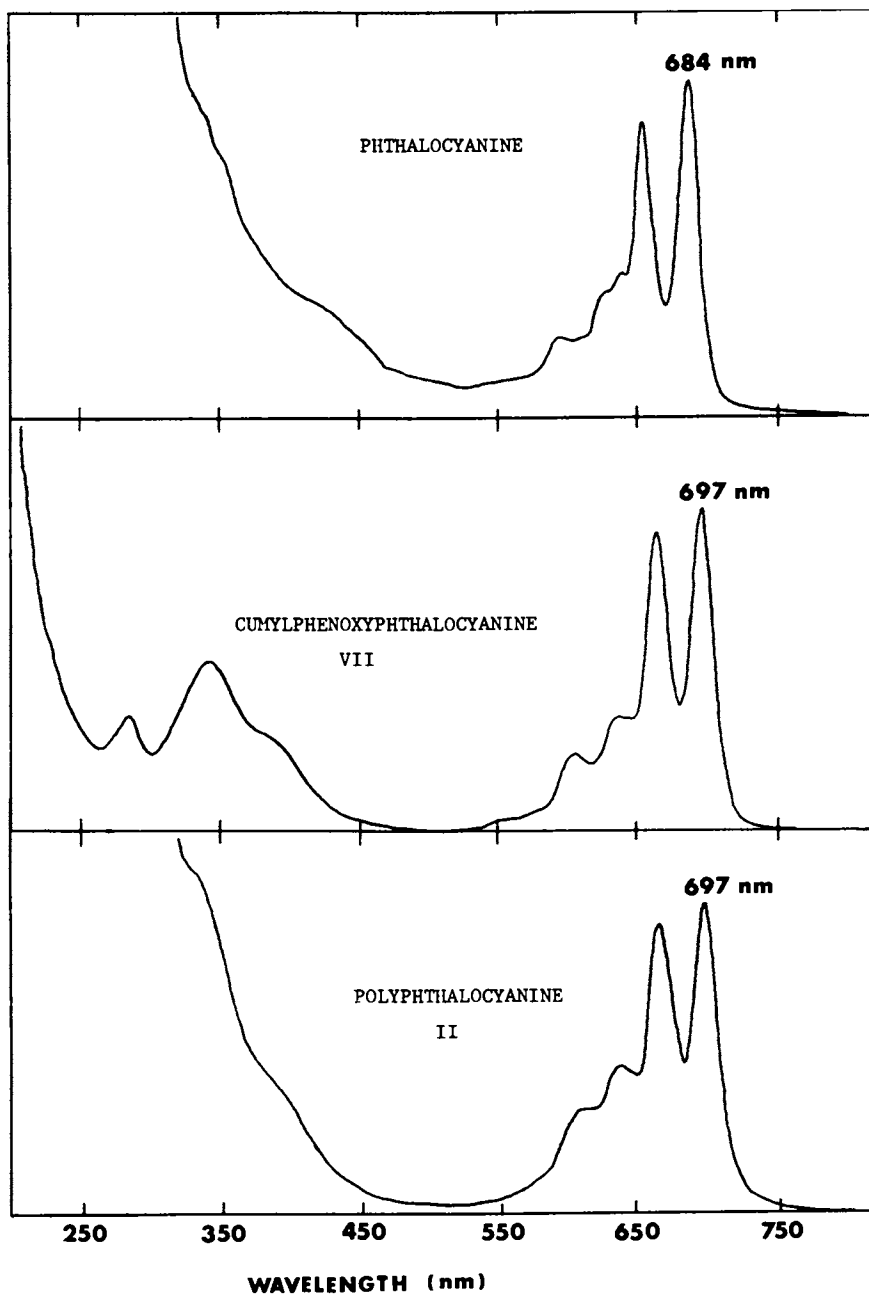 684 nm
PHTHALOCYANINE
697 nm
CUMYLPHENOXYPHTHALOCYANINE
VII
697 nm
POLYPHTHALOCYANINE
II
250 350 450 550 650 750
WAVELENGTH (nm)